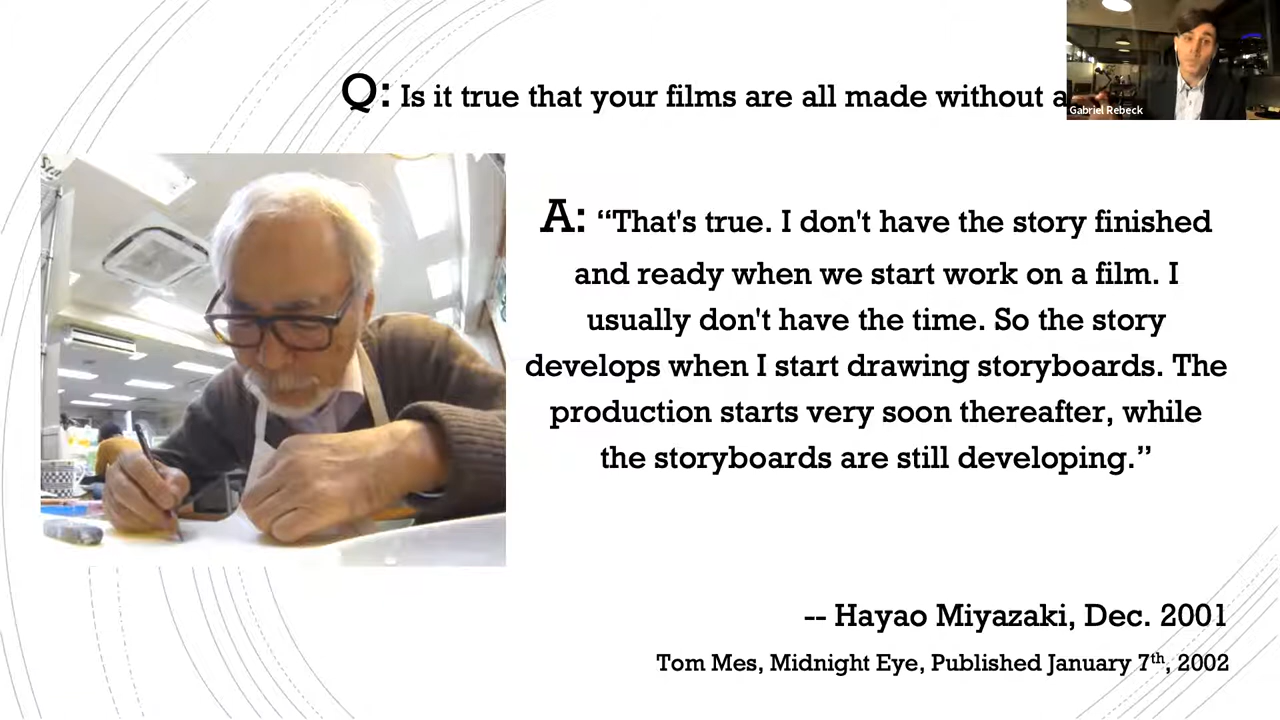 Q: Is it true that your films are all made without a
Gabriel Rebeck
A: “That's true. I don't have the story finished
and ready when we start work on a film. I
usually don't have the time. So the story
develops when I start drawing storyboards. The
production starts very soon thereafter, while
the storyboards are still developing.”
-- Hayao Miyazaki, Dec. 2001
Tom Mes, Midnight Eye, Published January 7th, 2002